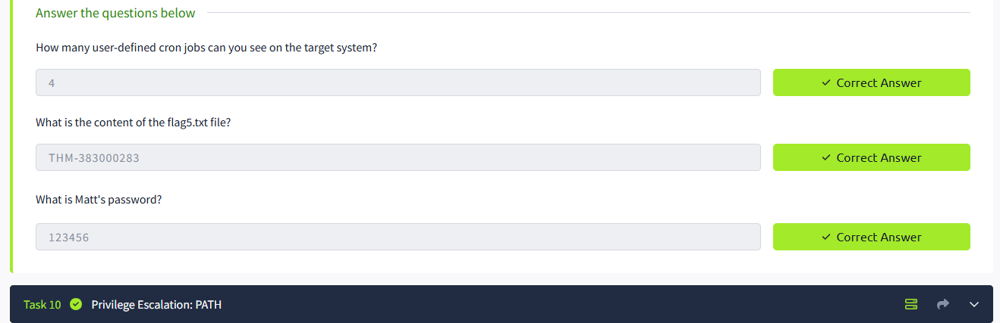 Answer the questions below
How many user-defined cron jobs can you see on the target system?
4
Correct Answer
What is the content of the flag5.txt file?
THM-383000283
Correct Answer
What is Matt's password?
123456
Correct Answer
Task 10 Privilege Escalation: PATH